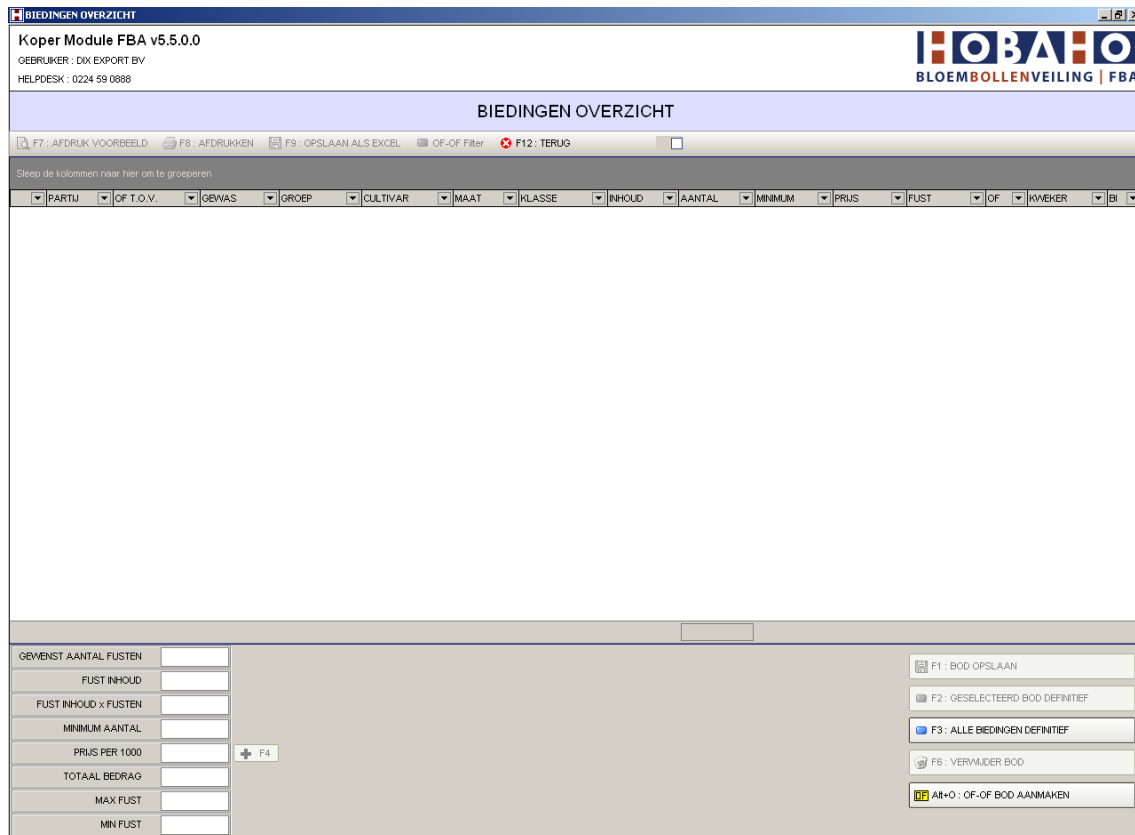 BIEDINGEN OVERZICHT
Koper Module FBA v5.5.0.0
GEBRUIKER : DIX EXPORT BV
HELPDESK : 0224 59 0888
HOBAHO
BLOEMBOLLENVEILING | FBA
BIEDINGEN OVERZICHT
F7 : AFDRUK VOORBEELD F8 : AFDRUKKEN F9 : OPSLAAN ALS EXCEL OF-OF Filter F12 : TERUG
Sleep de kolommen naar hier om te groeperen
PARTIJ OF T.O.V. GEWAS GROEP CULTIVAR MAAT KLASSE INHOUD AANTAL MINIMUM PRIJS FUST OF KWEKER BI
GEWENST AANTAL FUSTEN
FUST INHOUD
FUST INHOUD x FUSTEN
MINIMUM AANTAL
PRIJS PER 1000 F4
TOTAAL BEDRAG
MAX FUST
MIN FUST
F1 : BOD OPSLAAN
F2 : GESELECTEERD BOD DEFINITIEF
F3 : ALLE BIEDINGEN DEFINITIEF
F6 : VERWIJDER BOD
OF Alt+O : OF-OF BOD AANMAKEN